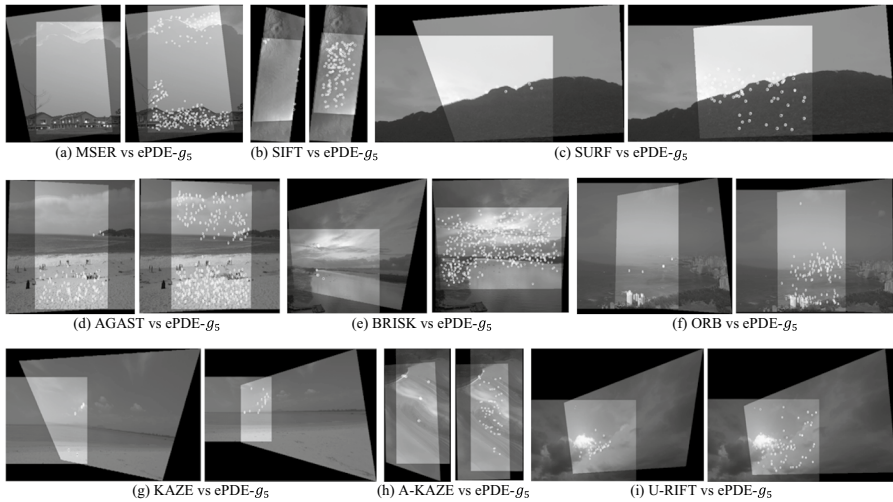 (a) MSER vs ePDE-g₅
(b) SIFT vs ePDE-g₅
(c) SURF vs ePDE-g₅
(d) AGAST vs ePDE-g₅
(e) BRISK vs ePDE-g₅
(f) ORB vs ePDE-g₅
(g) KAZE vs ePDE-g₅
(h) A-KAZE vs ePDE-g₅
(i) U-RIFT vs ePDE-g₅